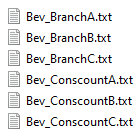 Bev_BranchA.txt
Bev_BranchB.txt
Bev_BranchC.txt
Bev_ConscountA.txt
Bev_ConscountB.txt
Bev_ConscountC.txt